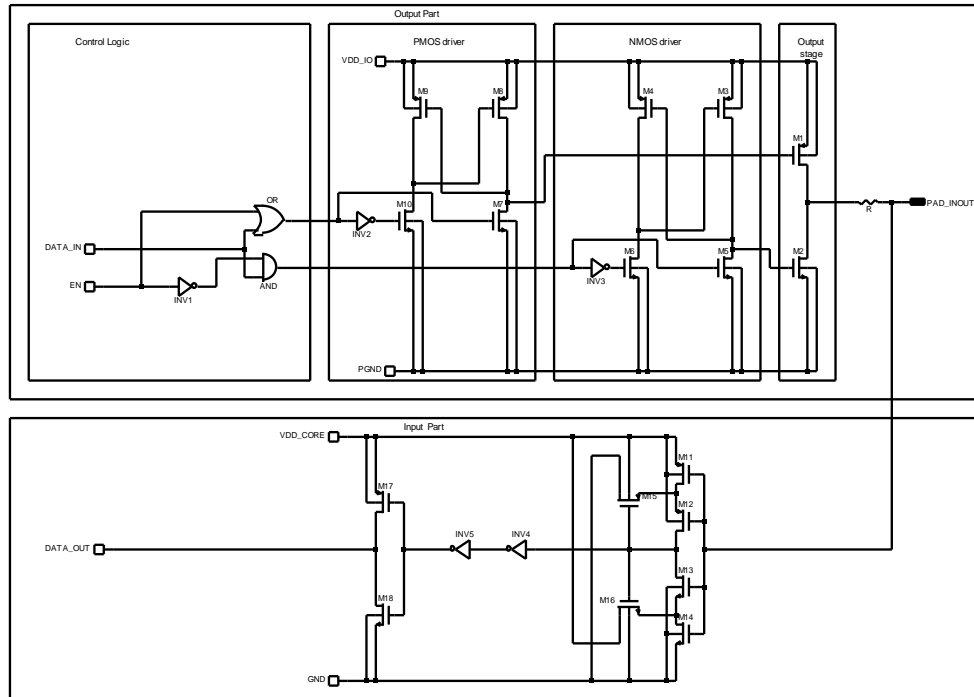 Output Part
Control Logic
PMOS driver
NMOS driver
Output
stage
VDD_IO
M9
M8
M4
M3
M1
OR
M10
M7
PAD_INOUT
R
INV2
DATA_IN
M6
M5
M2
INV3
EN
AND
INV1
PGND
Input Part
VDD_CORE
M11
M17
M15
M12
INV5
INV4
DATA_OUT
M13
M18
M16
M14
GND